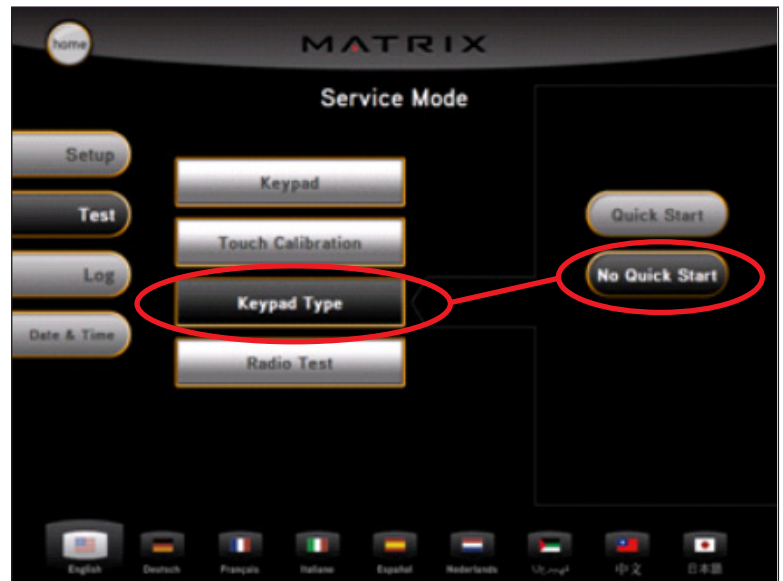 home
MATRIX
Service Mode
Setup
Test
Log
Date & Time
Keypad
Touch Calibration
Keypad Type
Radio Test
Quick Start
No Quick Start
English
Deutsch
Français
Italiano
Español
Nederlands
中文
日本語